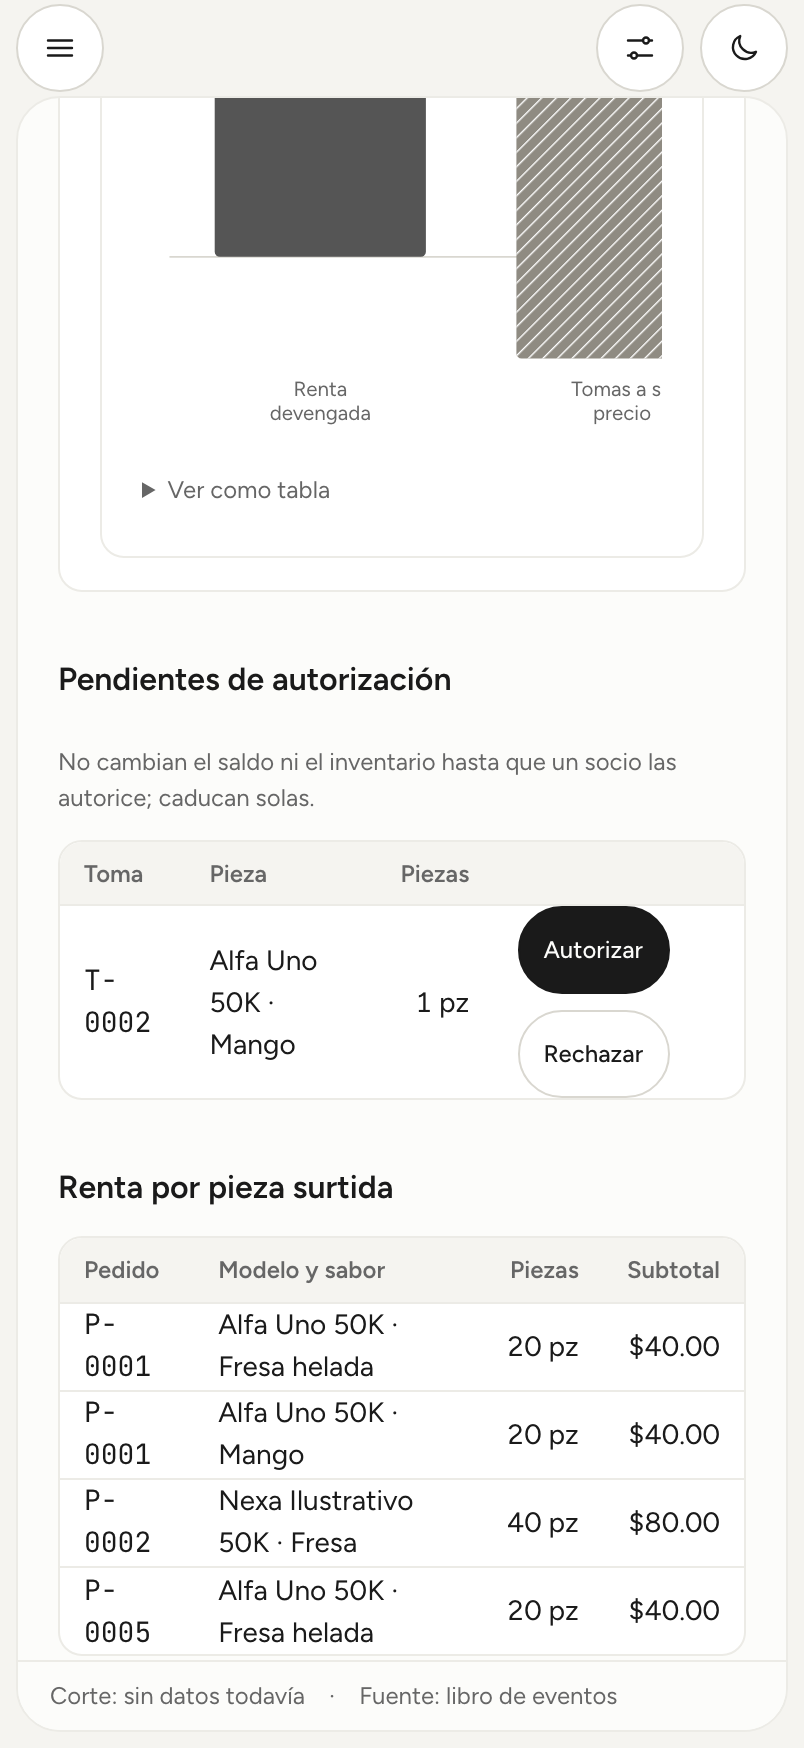 Renta
devengada
Tomas a s
precio
Ver como tabla
Pendientes de autorización
No cambian el saldo ni el inventario hasta que un socio las
autorice; caducan solas.
Toma Pieza Piezas
T-
0002
Alfa Uno
50K ·
Mango
1 pz
Autorizar
Rechazar
Renta por pieza surtida
Pedido Modelo y sabor Piezas Subtotal
P-
0001
Alfa Uno 50K ·
Fresa helada
20 pz
$40.00
P-
0001
Alfa Uno 50K ·
Mango
20 pz
$40.00
P-
0002
Nexa Ilustrativo
50K · Fresa
40 pz
$80.00
P-
0005
Alfa Uno 50K ·
Fresa helada
20 pz
$40.00
Corte: sin datos todavía · Fuente: libro de eventos